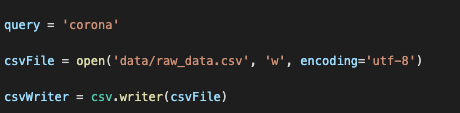 query = 'corona'
csvFile = open('data/raw_data.csv', 'w', encoding='utf-8')
csvWriter = csv.writer(csvFile)